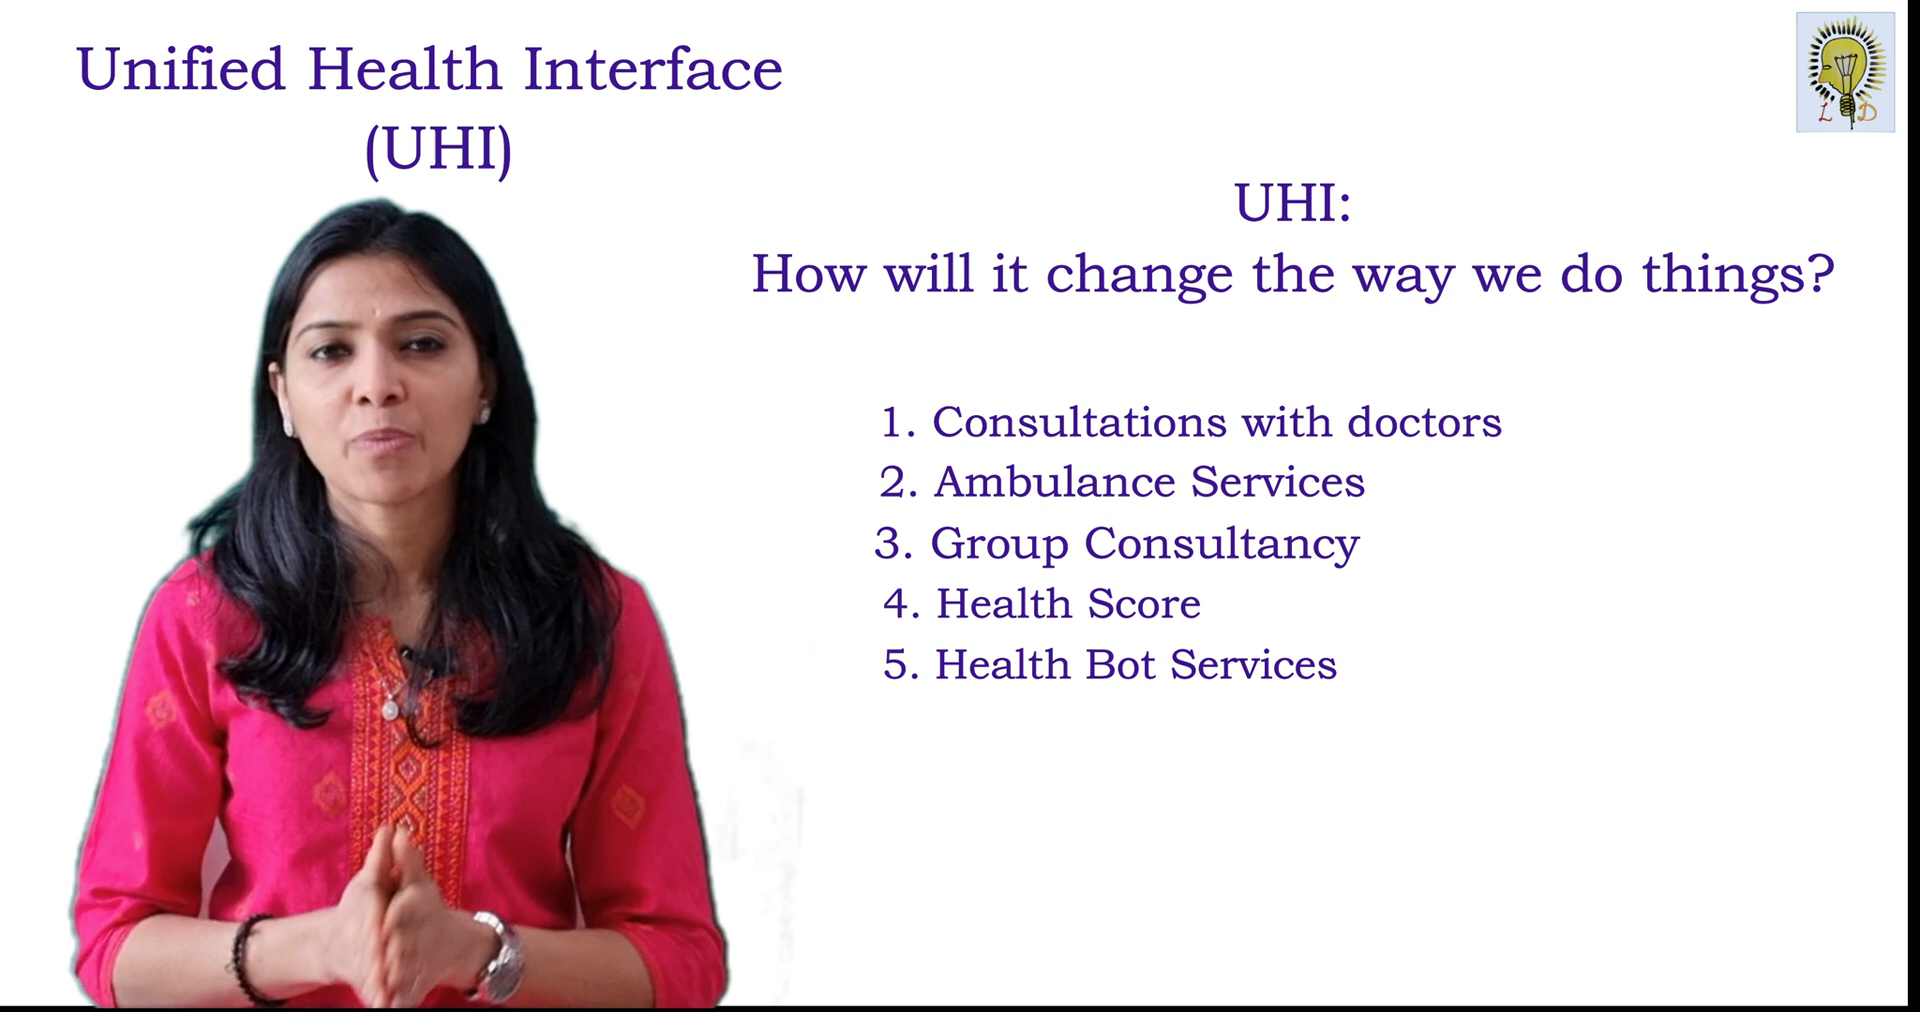 Unified Health Interface
(UHI)
L D
UHI:
How will it change the way we do things?
1. Consultations with doctors
2. Ambulance Services
3. Group Consultancy
4. Health Score
5. Health Bot Services